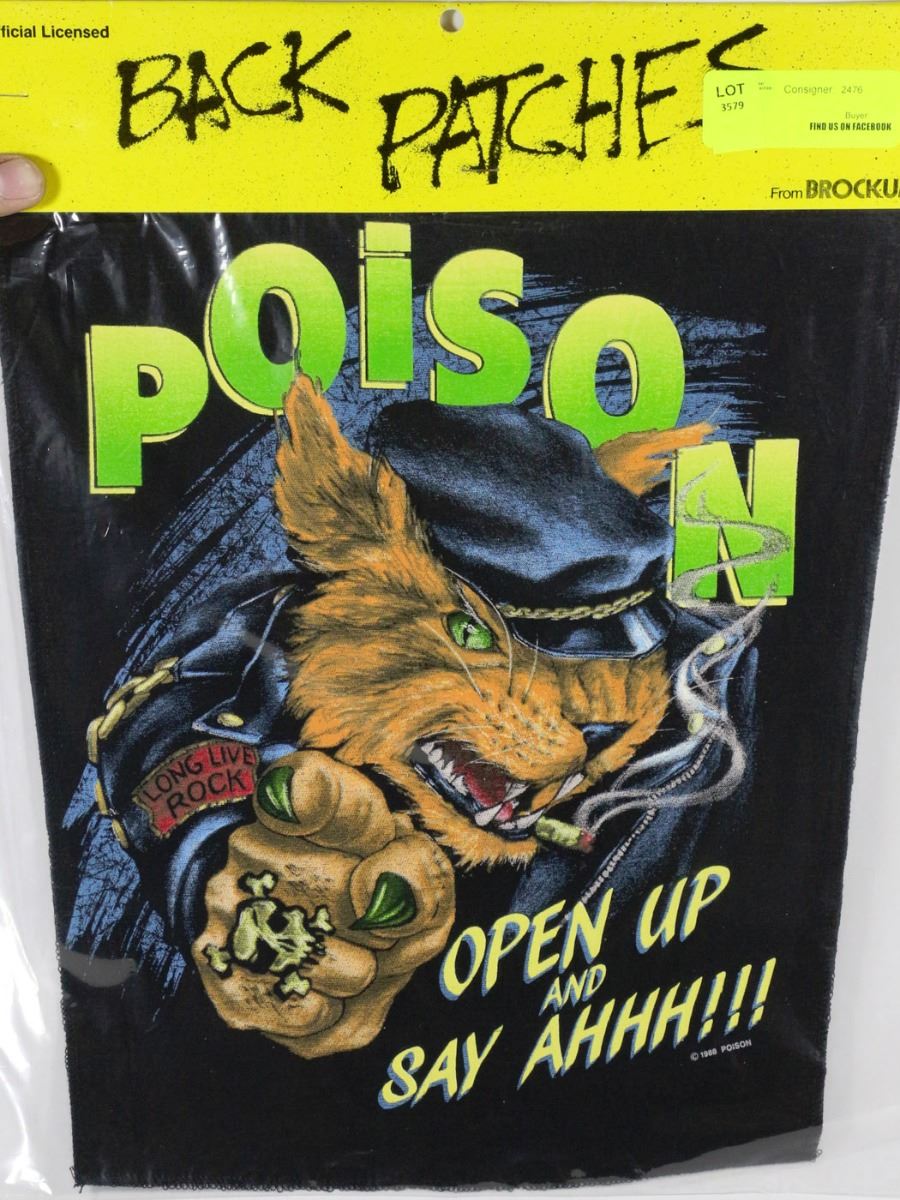 ficial Licensed
BACK PATCHES
LOT
3579
Consigner 2476
Buyer
FIND US ON FACEBOOK
From BROCKU
POiSON
LONG LIVE
ROCK
OPEN UP
AND
SAY AHHH!!!
© 1988 POISON